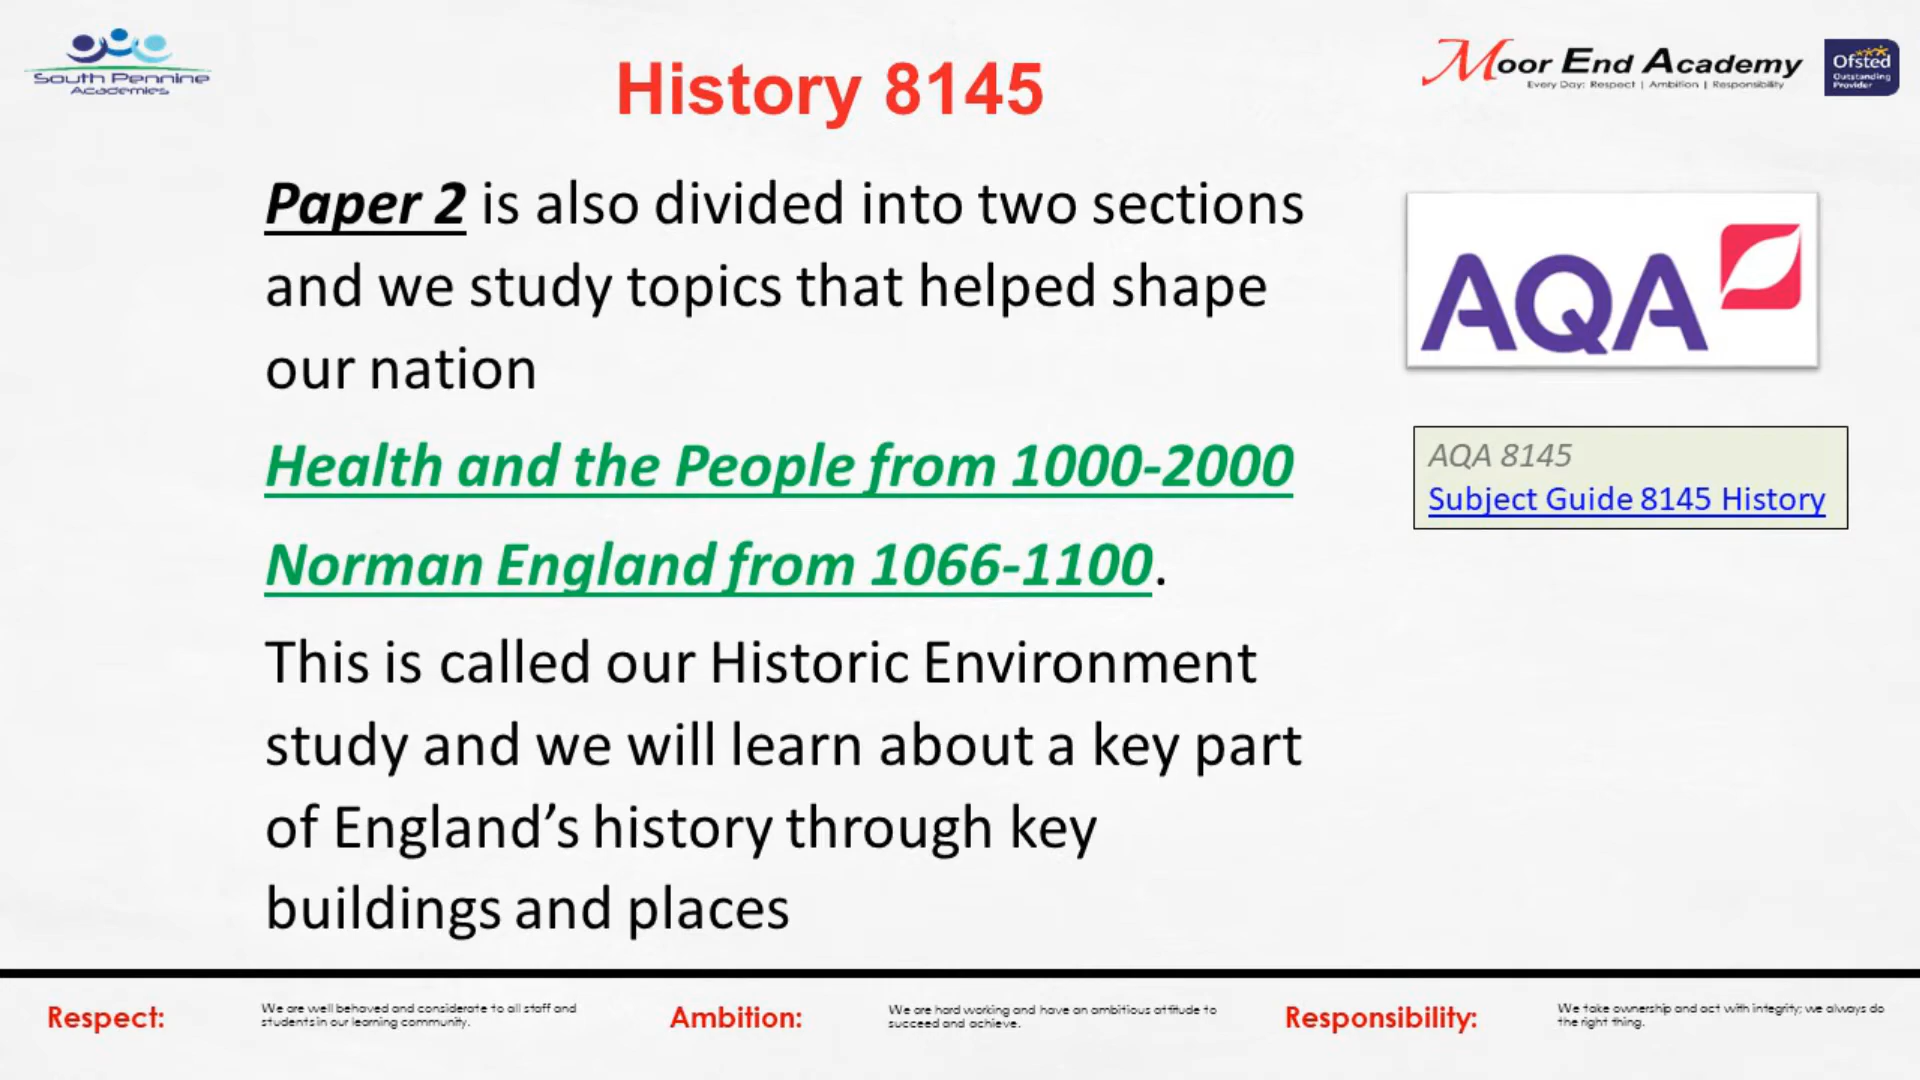 South Pennine
Academies
History 8145
Moor End Academy
Every Day: Respect | Ambition | Responsibility
Ofsted
Outstanding
Provider
Paper 2 is also divided into two sections
and we study topics that helped shape
our nation
Health and the People from 1000-2000
Norman England from 1066-1100.
This is called our Historic Environment
study and we will learn about a key part
of England’s history through key
buildings and places
AQA
AQA 8145
Subject Guide 8145 History
Respect:
We are well behaved and considerate to all staff and
students in our learning community.
Ambition:
We are hard working and have an ambitious attitude to
succeed and achieve.
Responsibility:
We take ownership and act with integrity; we always do
the right thing.